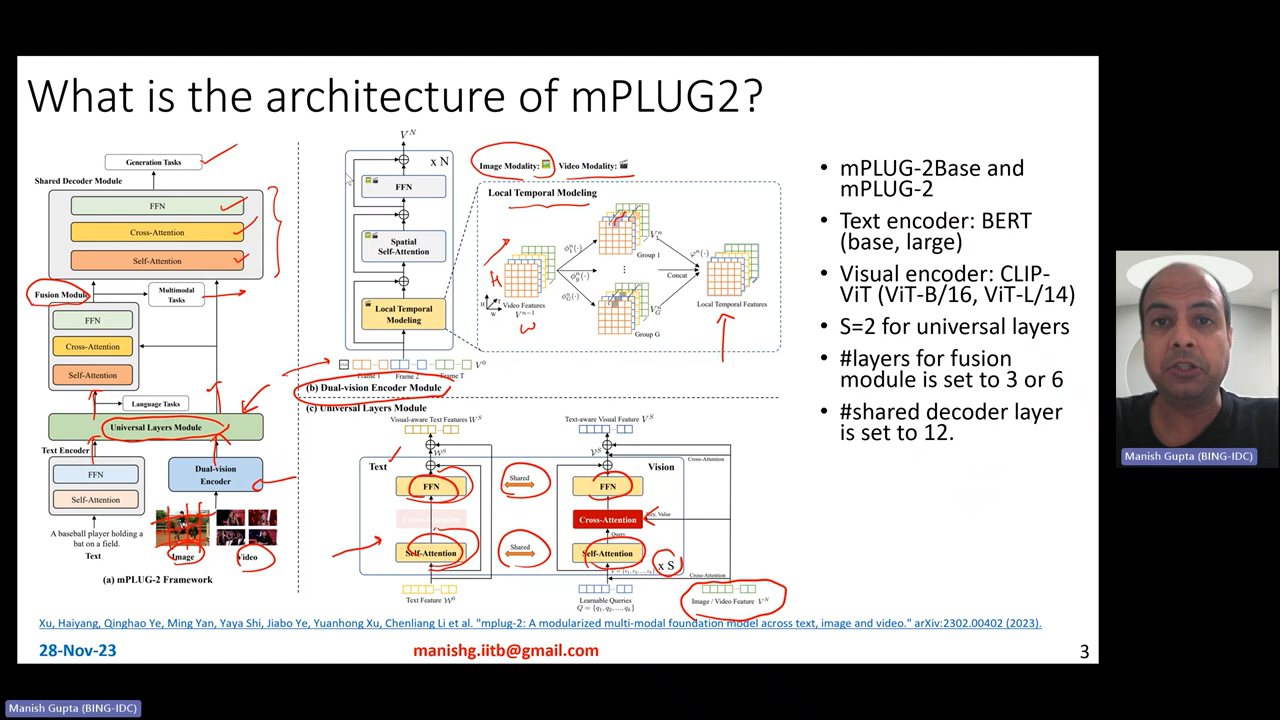 What is the architecture of mPLUG2?
Generation Tasks
Shared Decoder Module
FFN
Cross-Attention
Self-Attention
Fusion Module
Multimodal
Tasks
FFN
Cross-Attention
Self-Attention
Language Tasks
Universal Layers Module
Text Encoder
FFN
Self-Attention
Dual-vision
Encoder
A baseball player holding a
bat on a field.
Text
Image
Video
(a) mPLUG-2 Framework
V^N
x N
FFN
Spatial
Self-Attention
Local Temporal
Modeling
Frame 1
Frame 2
Frame T
V^0
(b) Dual-vision Encoder Module
Image Modality:
Video Modality:
Local Temporal Modeling
H
W
Video Features
V^{n-1}
W
Group 1
Group G
Concat
Local Temporal Features
(c) Universal Layers Module
Visual-aware Text Features W^S
Text-aware Visual Feature V^S
Text
Vision
Cross-Attention
FFN
Shared
FFN
Cross-Attention
Cross-Attention
Key, Value
Query
Self-Attention
Shared
Self-Attention
x S
Cross-Attention
Text Feature W^0
Learnable Queries
Q = {q1, q2, ..., qk}
Image / Video Feature V^N
• mPLUG-2Base and
mPLUG-2
• Text encoder: BERT
(base, large)
• Visual encoder: CLIP-
ViT (ViT-B/16, ViT-L/14)
• S=2 for universal layers
• #layers for fusion
module is set to 3 or 6
• #shared decoder layer
is set to 12.
Xu, Haiyang, Qinghao Ye, Ming Yan, Yaya Shi, Jiabo Ye, Yuanhong Xu, Chenliang Li et al. "mplug-2: A modularized multi-modal foundation model across text, image and video." arXiv:2302.00402 (2023).
28-Nov-23
manishg.iitb@gmail.com
3
Manish Gupta (BING-IDC)
Manish Gupta (BING-IDC)